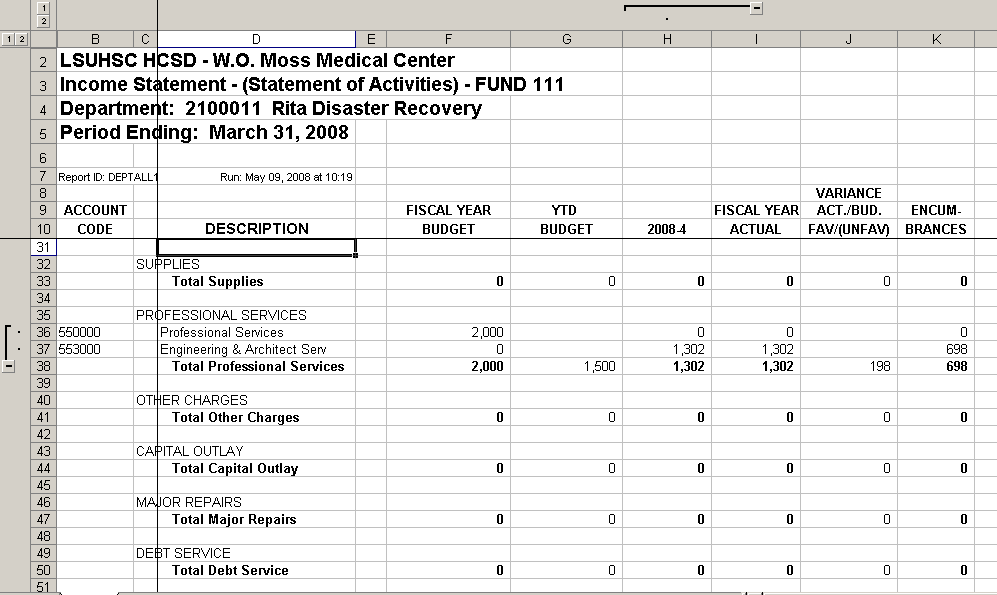 1
2
1 2 B C D E F G H I J K
2 LSUHSC HCSD - W.O. Moss Medical Center
3 Income Statement - (Statement of Activities) - FUND 111
4 Department: 2100011 Rita Disaster Recovery
5 Period Ending: March 31, 2008
6
7 Report ID: DEPTALL1 Run: May 09, 2008 at 10:19
8 VARIANCE
9 ACCOUNT FISCAL YEAR YTD FISCAL YEAR ACT./BUD. ENCUM-
10 CODE DESCRIPTION BUDGET BUDGET 2008-4 ACTUAL FAV/(UNFAV) BRANCES
31
32 SUPPLIES
33 Total Supplies 0 0 0 0 0 0
34
35 PROFESSIONAL SERVICES
36 550000 Professional Services 2,000 0 0 0
37 553000 Engineering & Architect Serv 0 1,302 1,302 698
38 Total Professional Services 2,000 1,500 1,302 1,302 198 698
39
40 OTHER CHARGES
41 Total Other Charges 0 0 0 0 0 0
42
43 CAPITAL OUTLAY
44 Total Capital Outlay 0 0 0 0 0 0
45
46 MAJOR REPAIRS
47 Total Major Repairs 0 0 0 0 0 0
48
49 DEBT SERVICE
50 Total Debt Service 0 0 0 0 0 0
51